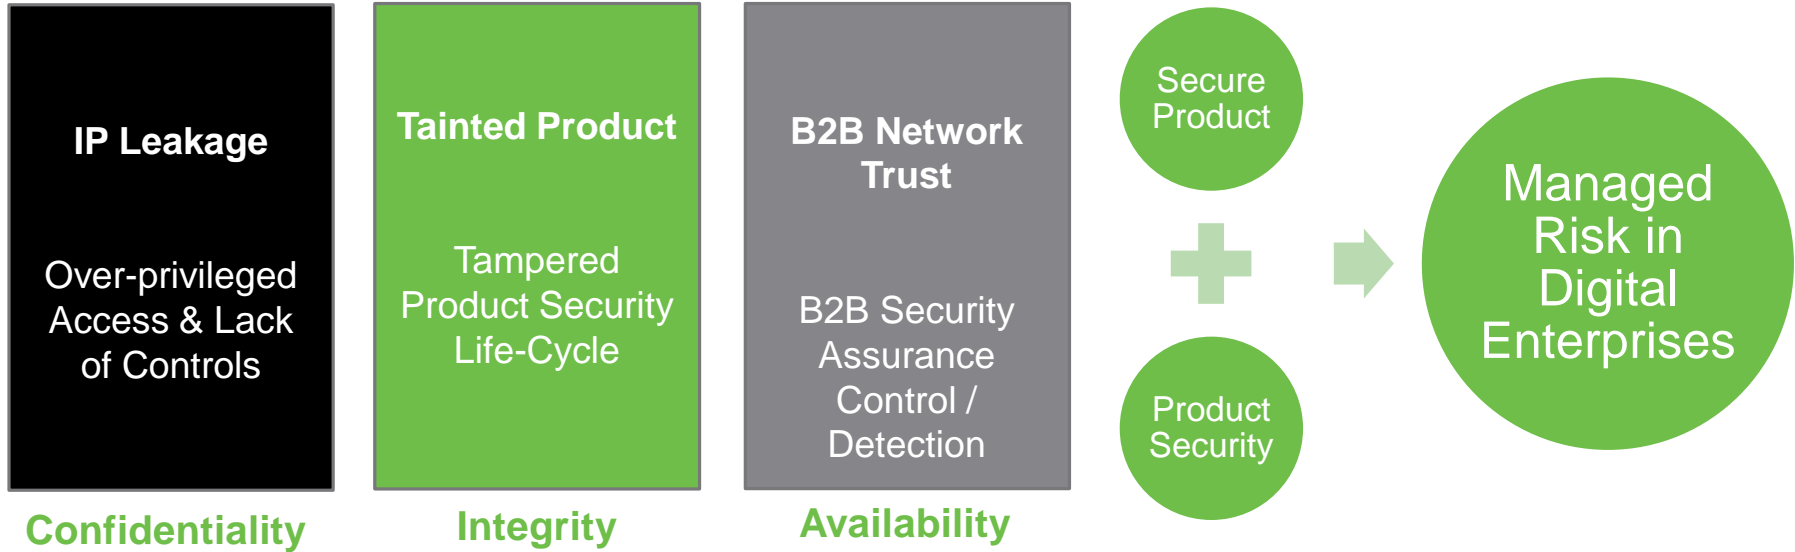 IP Leakage
Over-privileged
Access & Lack
of Controls
Confidentiality
Tainted Product
Tampered
Product Security
Life-Cycle
Integrity
B2B Network
Trust
B2B Security
Assurance
Control /
Detection
Availability
Secure
Product
Product
Security
Managed
Risk in
Digital
Enterprises